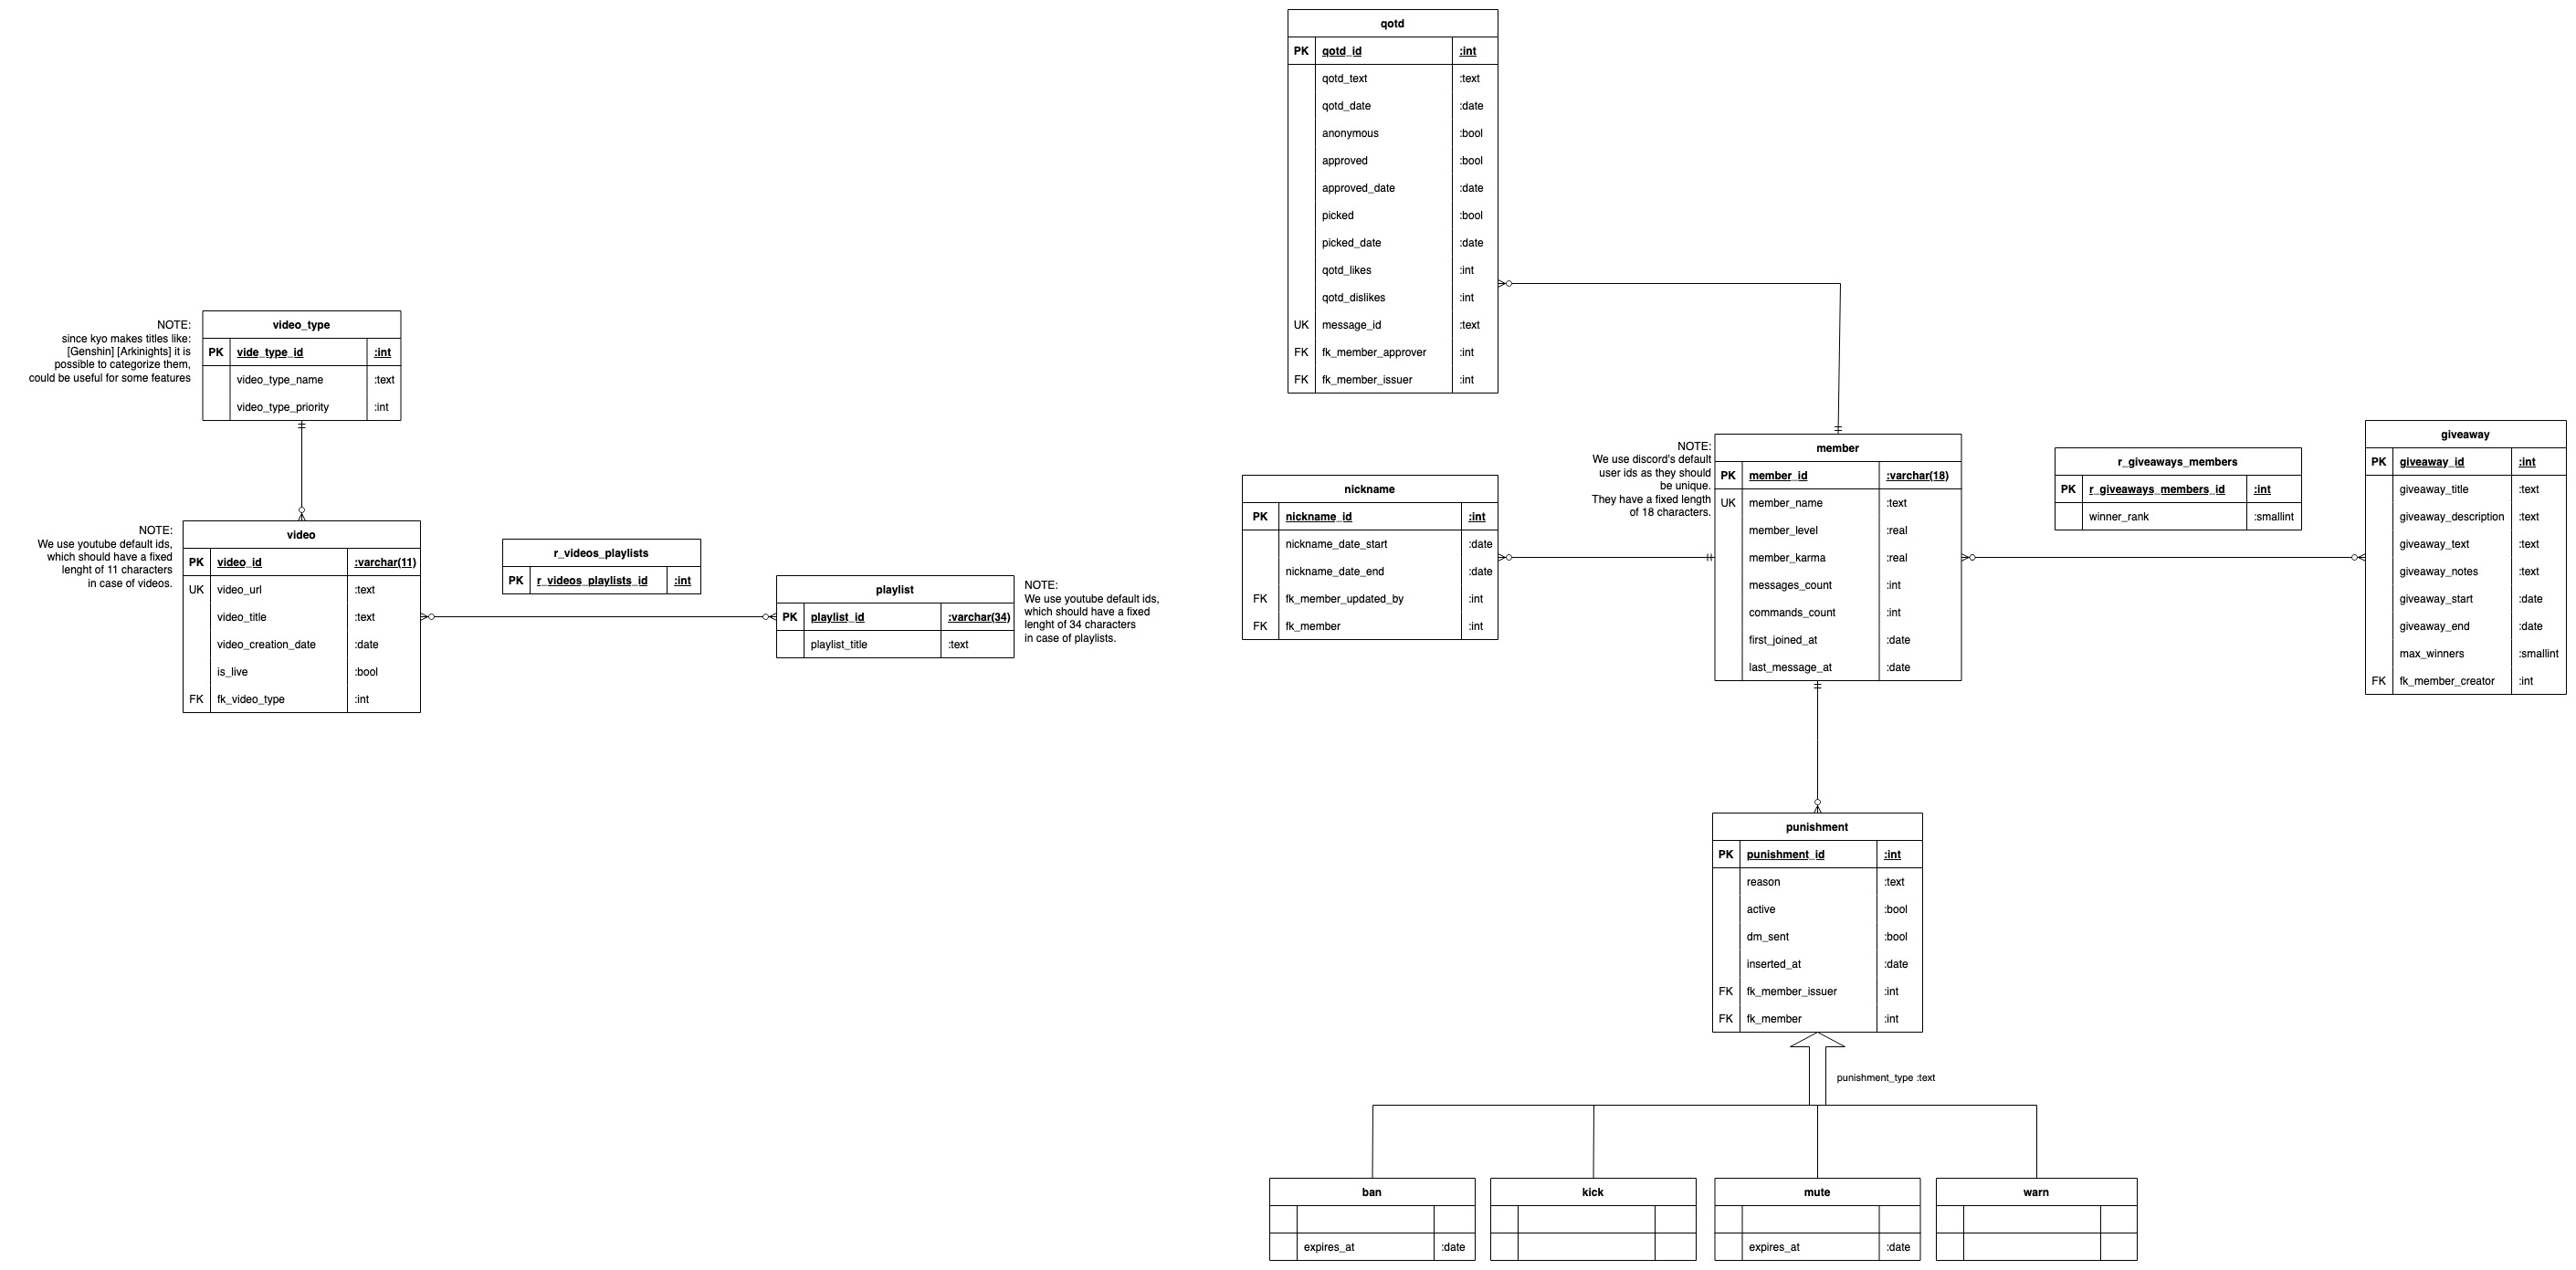 qotd
PK qotd_id :int
qotd_text :text
qotd_date :date
anonymous :bool
approved :bool
approved_date :date
picked :bool
picked_date :date
qotd_likes :int
qotd_dislikes :int
UK message_id :text
FK fk_member_approver :int
FK fk_member_issuer :int
NOTE:
since kyo makes titles like:
[Genshin] [Arkinights] it is
possible to categorize them,
could be useful for some features
video_type
PK vide_type_id :int
video_type_name :text
video_type_priority :int
NOTE:
We use youtube default ids,
which should have a fixed
lenght of 11 characters
in case of videos.
video
PK video_id :varchar(11)
UK video_url :text
video_title :text
video_creation_date :date
is_live :bool
FK fk_video_type :int
r_videos_playlists
PK r_videos_playlists_id :int
playlist
PK playlist_id :varchar(34)
playlist_title :text
NOTE:
We use youtube default ids,
which should have a fixed
lenght of 34 characters
in case of playlists.
nickname
PK nickname_id :int
nickname_date_start :date
nickname_date_end :date
FK fk_member_updated_by :int
FK fk_member :int
NOTE:
We use discord's default
user ids as they should
be unique.
They have a fixed length
of 18 characters.
member
PK member_id :varchar(18)
UK member_name :text
member_level :real
member_karma :real
messages_count :int
commands_count :int
first_joined_at :date
last_message_at :date
r_giveaways_members
PK r_giveaways_members_id :int
winner_rank :smallint
giveaway
PK giveaway_id :int
giveaway_title :text
giveaway_description :text
giveaway_text :text
giveaway_notes :text
giveaway_start :date
giveaway_end :date
max_winners :smallint
FK fk_member_creator :int
punishment
PK punishment_id :int
reason :text
active :bool
dm_sent :bool
inserted_at :date
FK fk_member_issuer :int
FK fk_member :int
punishment_type :text
ban
expires_at :date
kick
mute
expires_at :date
warn